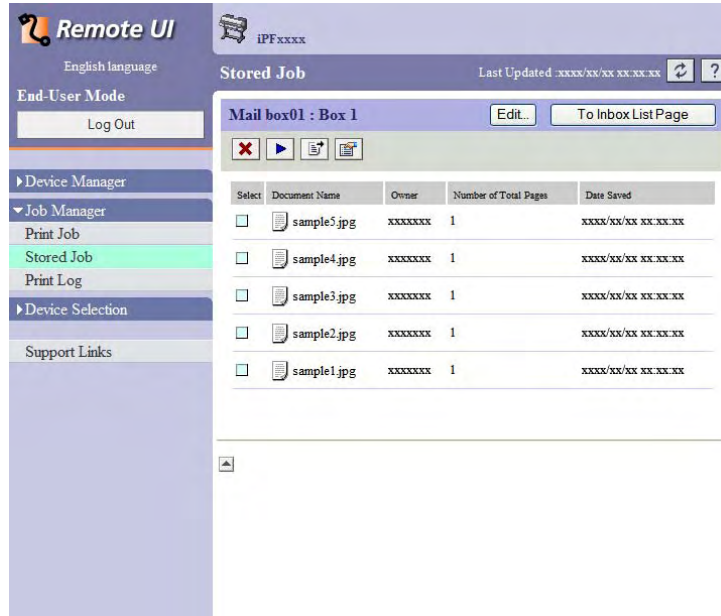 Remote UI
English language
End-User Mode
Log Out
Device Manager
Job Manager
Print Job
Stored Job
Print Log
Device Selection
Support Links
iPFxxxx
Stored Job Last Updated :xxxx/xx/xx xx:xx:xx ?
Mail box01 : Box 1 Edit.. To Inbox List Page
Select Document Name Owner Number of Total Pages Date Saved
sample5.jpg xxxxxxx 1 xxxx/xx/xx xx:xx:xx
sample4.jpg xxxxxxx 1 xxxx/xx/xx xx:xx:xx
sample3.jpg xxxxxxx 1 xxxx/xx/xx xx:xx:xx
sample2.jpg xxxxxxx 1 xxxx/xx/xx xx:xx:xx
sample1.jpg xxxxxxx 1 xxxx/xx/xx xx:xx:xx